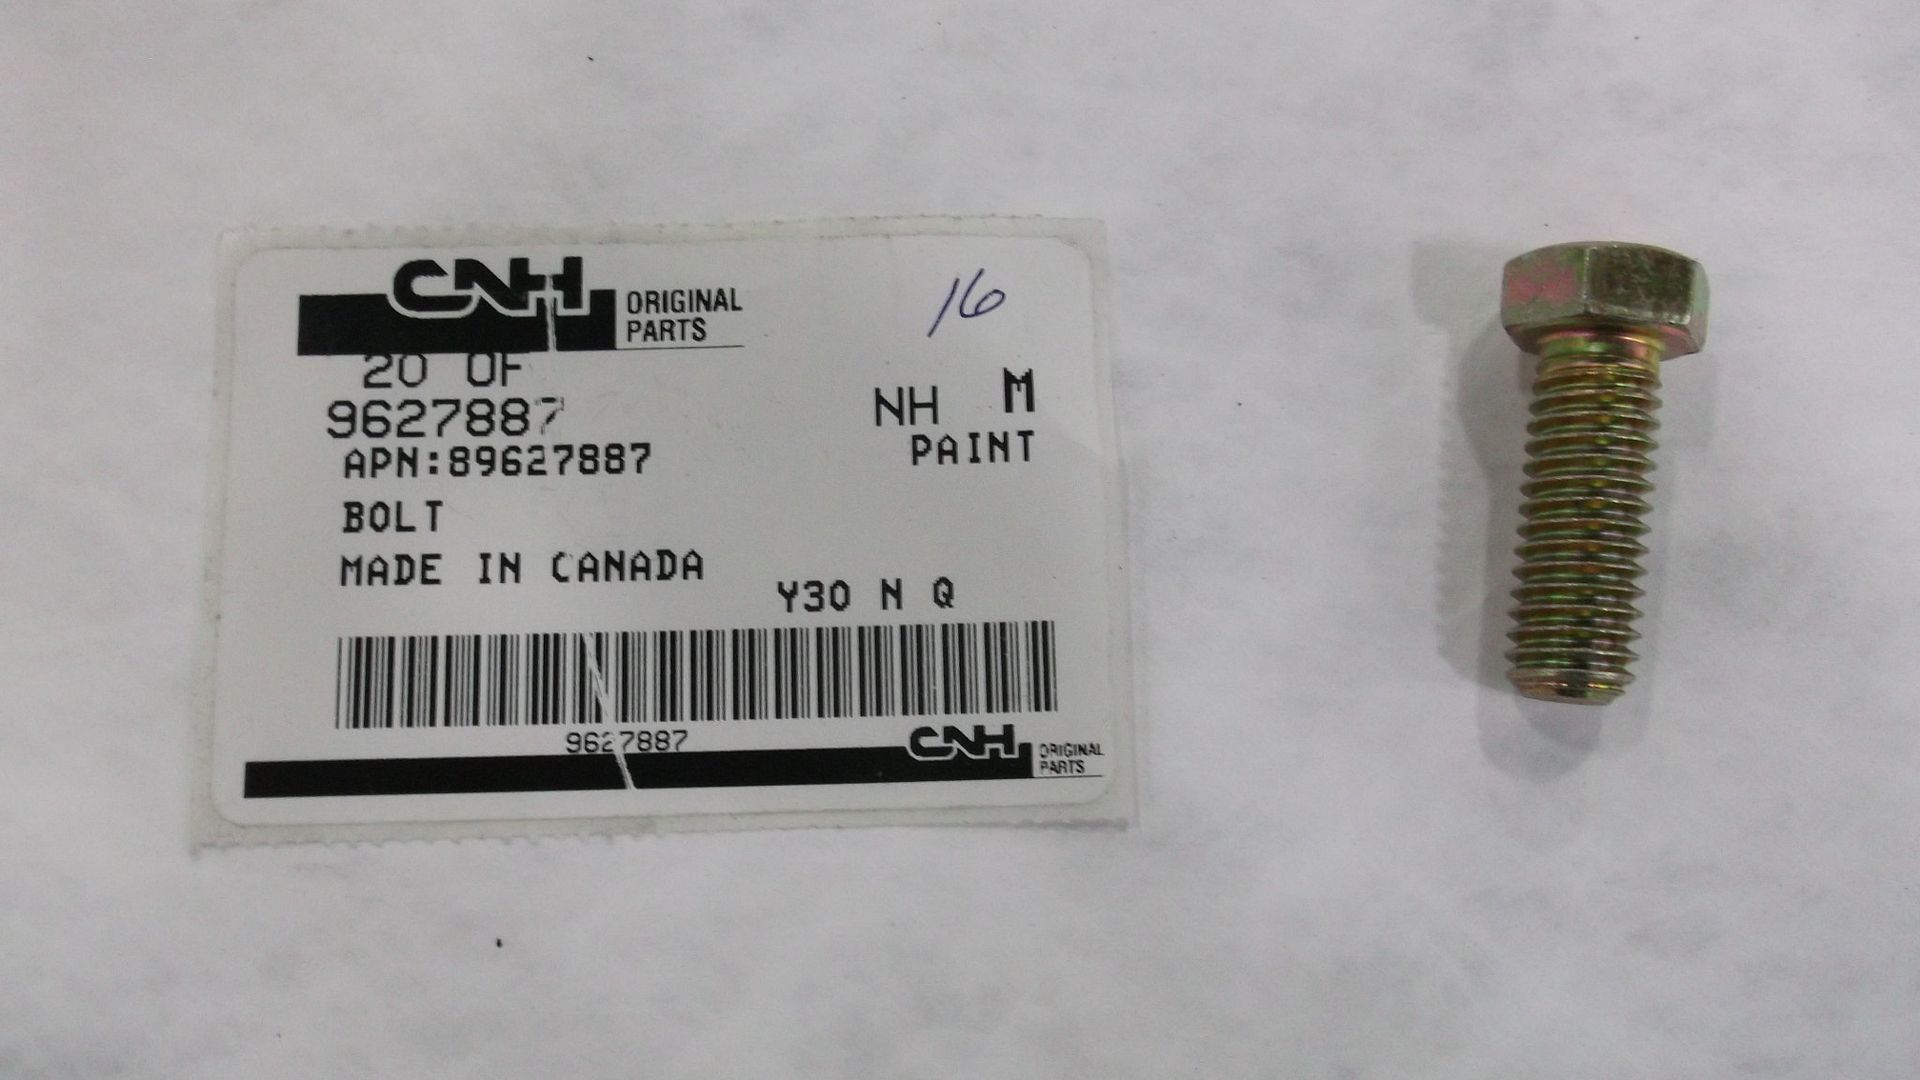 CNH ORIGINAL PARTS
16
20 OF
9627887 NH M
APN:89627887 PAINT
BOLT
MADE IN CANADA
Y30 N Q
9627887
CNH ORIGINAL PARTS